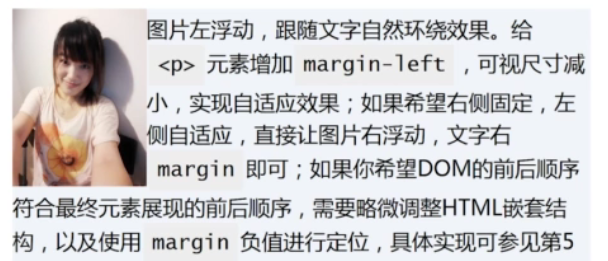 图片左浮动，跟随文字自然环绕效果。给
<p> 元素增加 margin-left ，可视尺寸减
小，实现自适应效果；如果希望右侧固定，左
侧自适应，直接让图片右浮动，文字右
margin 即可；如果你希望DOM的前后顺序
符合最终元素展现的前后顺序，需要略微调整HTML嵌套结
构，以及使用 margin 负值进行定位，具体实现可参见第5